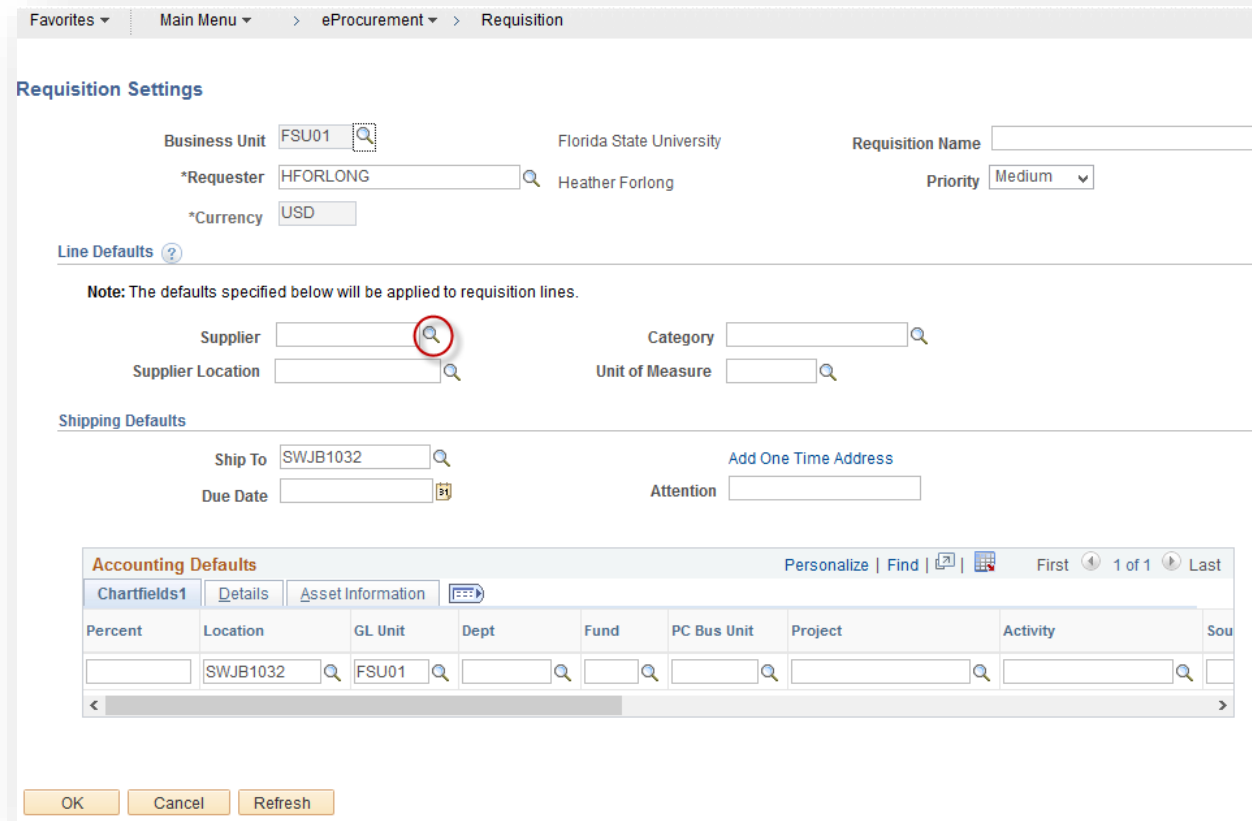 Favorites Main Menu > eProcurement > Requisition
Requisition Settings
Business Unit FSU01 Florida State University Requisition Name
*Requester HFORLONG Heather Forlong Priority Medium
*Currency USD
Line Defaults ?
Note: The defaults specified below will be applied to requisition lines.
Supplier Category
Supplier Location Unit of Measure
Shipping Defaults
Ship To SWJB1032 Add One Time Address
Due Date 31 Attention
Accounting Defaults Personalize | Find | | First 1 of 1 Last
Chartfields1 Details Asset Information
Percent Location GL Unit Dept Fund PC Bus Unit Project Activity Sou
SWJB1032 FSU01
< >
OK Cancel Refresh